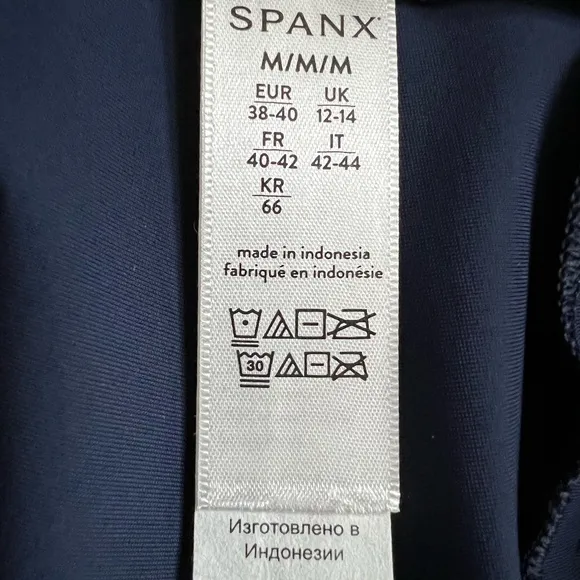 SPANX
M/M/M
EUR UK
38-40 12-14
FR IT
40-42 42-44
KR
66
made in indonesia
fabriqué en indonésie
30
Изготовлено в
Индонезии